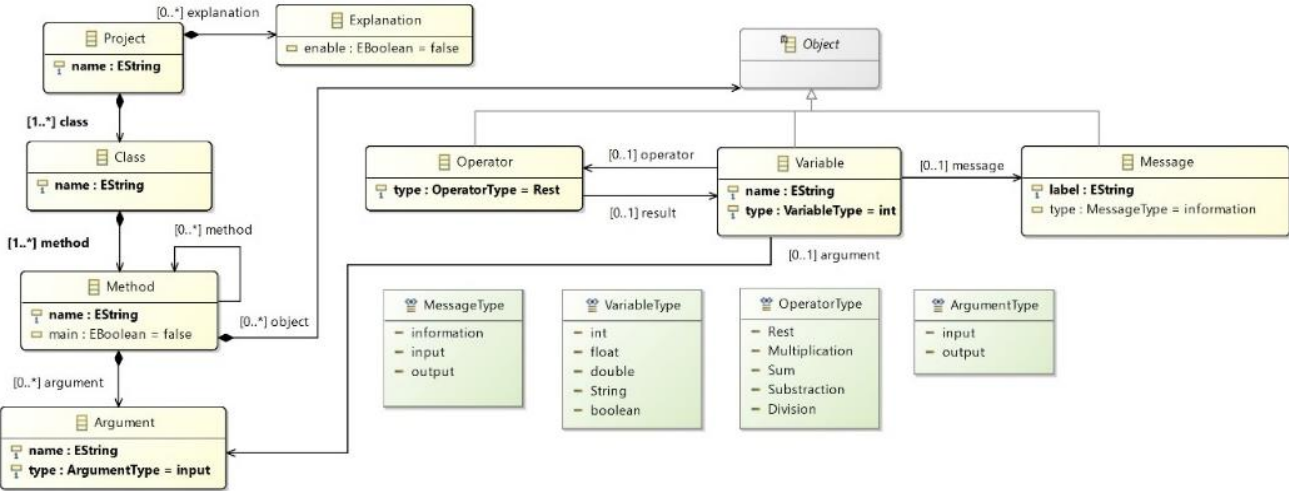 [0..*] explanation
Explanation
enable : EBoolean = false
Project
name : EString
Object
[1..*] class
Class
name : EString
[0..1] operator
[0..1] result
Operator
type : OperatorType = Rest
Variable
name : EString
type : VariableType = int
[0..1] message
Message
label : EString
type : MessageType = information
[1..*] method
[0..*] method
[0..1] argument
Method
name : EString
main : EBoolean = false
[0..*] object
[0..*] argument
Argument
name : EString
type : ArgumentType = input
MessageType
information
input
output
VariableType
int
float
double
String
boolean
OperatorType
Rest
Multiplication
Sum
Substraction
Division
ArgumentType
input
output